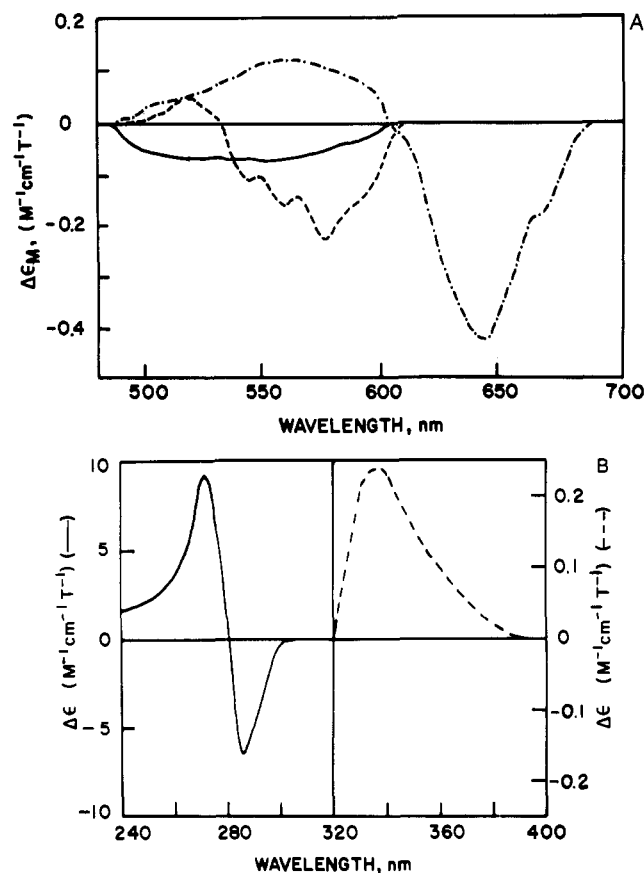 A
0.2
0
-0.2
-0.4
Δϵ_M, (M⁻¹cm⁻¹T⁻¹)
500 550 600 650 700
WAVELENGTH, nm
B
10
5
0
-5
-10
Δϵ (M⁻¹cm⁻¹T⁻¹) (—)
0.2
0.1
0
-0.1
-0.2
Δϵ (M⁻¹cm⁻¹T⁻¹) (---)
240 280 320 360 400
WAVELENGTH, nm